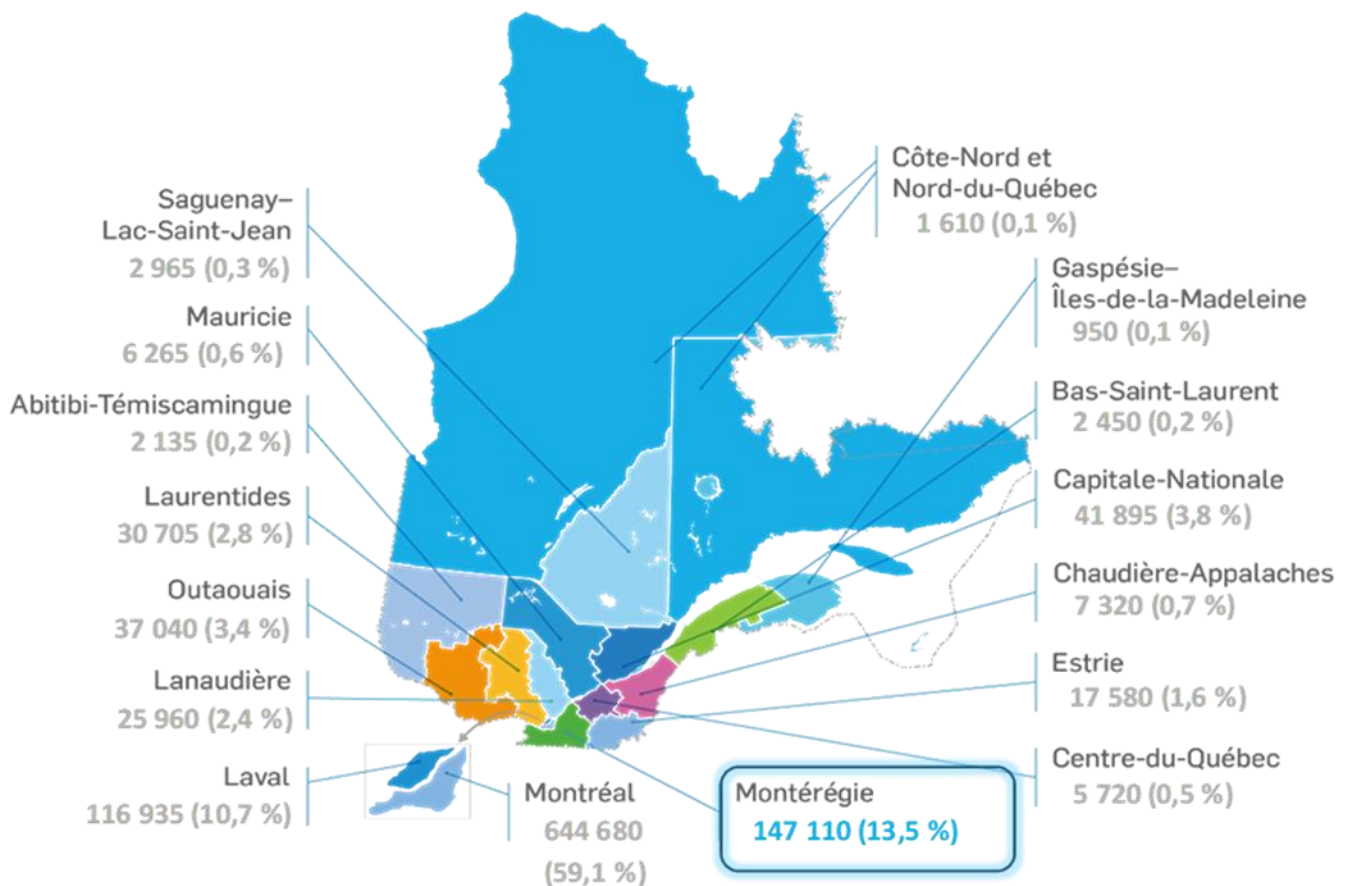 Saguenay–
Lac-Saint-Jean
2 965 (0,3 %)
Mauricie
6 265 (0,6 %)
Abitibi-Témiscamingue
2 135 (0,2 %)
Laurentides
30 705 (2,8 %)
Outaouais
37 040 (3,4 %)
Lanaudière
25 960 (2,4 %)
Laval
116 935 (10,7 %)
Montréal
644 680
(59,1 %)
Montérégie
147 110 (13,5 %)
Côte-Nord et
Nord-du-Québec
1 610 (0,1 %)
Gaspésie–
Îles-de-la-Madeleine
950 (0,1 %)
Bas-Saint-Laurent
2 450 (0,2 %)
Capitale-Nationale
41 895 (3,8 %)
Chaudière-Appalaches
7 320 (0,7 %)
Estrie
17 580 (1,6 %)
Centre-du-Québec
5 720 (0,5 %)